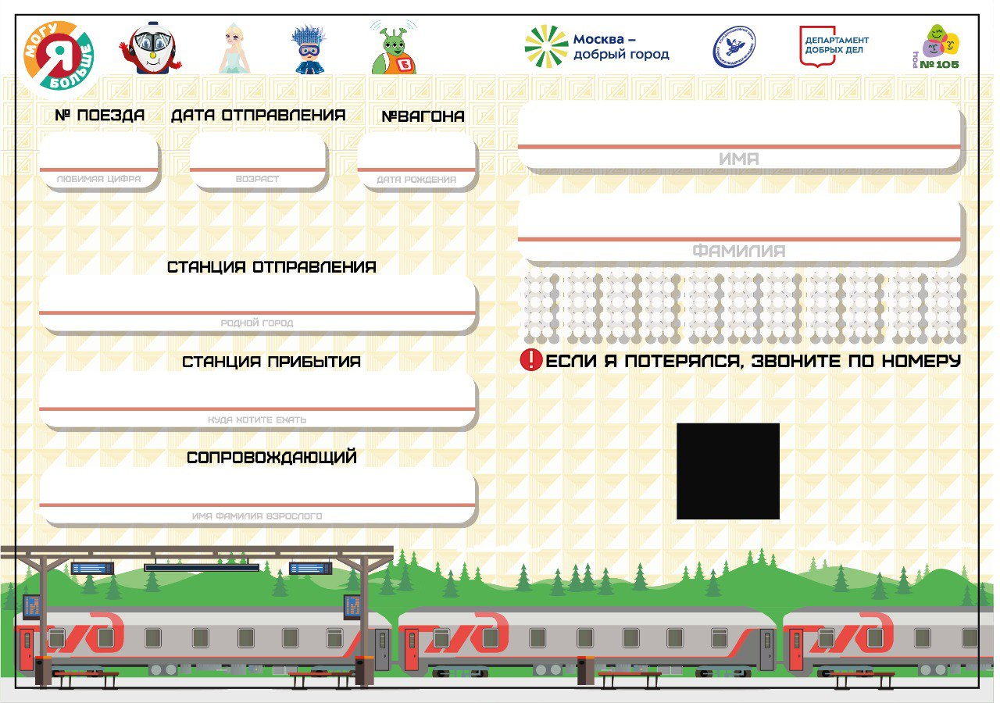 МОГУ
Я
БОЛЬШЕ
Москва –
добрый город
ДЕПАРТАМЕНТ
ДОБРЫХ ДЕЛ
РОЦ
№ 105
№ ПОЕЗДА
ДАТА ОТПРАВЛЕНИЯ
№ВАГОНА
ЛЮБИМАЯ ЦИФРА
ВОЗРАСТ
ДАТА РОЖДЕНИЯ
ИМЯ
ФАМИЛИЯ
СТАНЦИЯ ОТПРАВЛЕНИЯ
РОДНОЙ ГОРОД
СТАНЦИЯ ПРИБЫТИЯ
КУДА ХОТИТЕ ЕХАТЬ
СОПРОВОЖДАЮЩИЙ
ИМЯ ФАМИЛИЯ ВЗРОСЛОГО
! ЕСЛИ Я ПОТЕРЯЛСЯ, ЗВОНИТЕ ПО НОМЕРУ